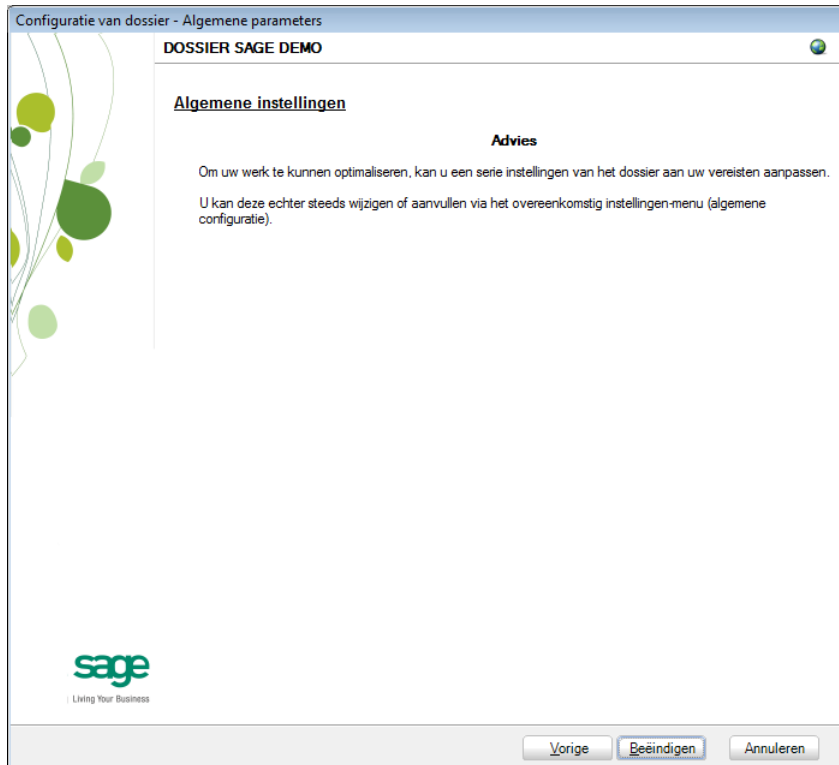 Configuratie van dossier - Algemene parameters
DOSSIER SAGE DEMO
Algemene instellingen
Advies
Om uw werk te kunnen optimaliseren, kan u een serie instellingen van het dossier aan uw vereisten aanpassen.
U kan deze echter steeds wijzigen of aanvullen via het overeenkomstig instellingen-menu (algemene
configuratie).
sage
Living Your Business
Vorige
Beëindigen
Annuleren